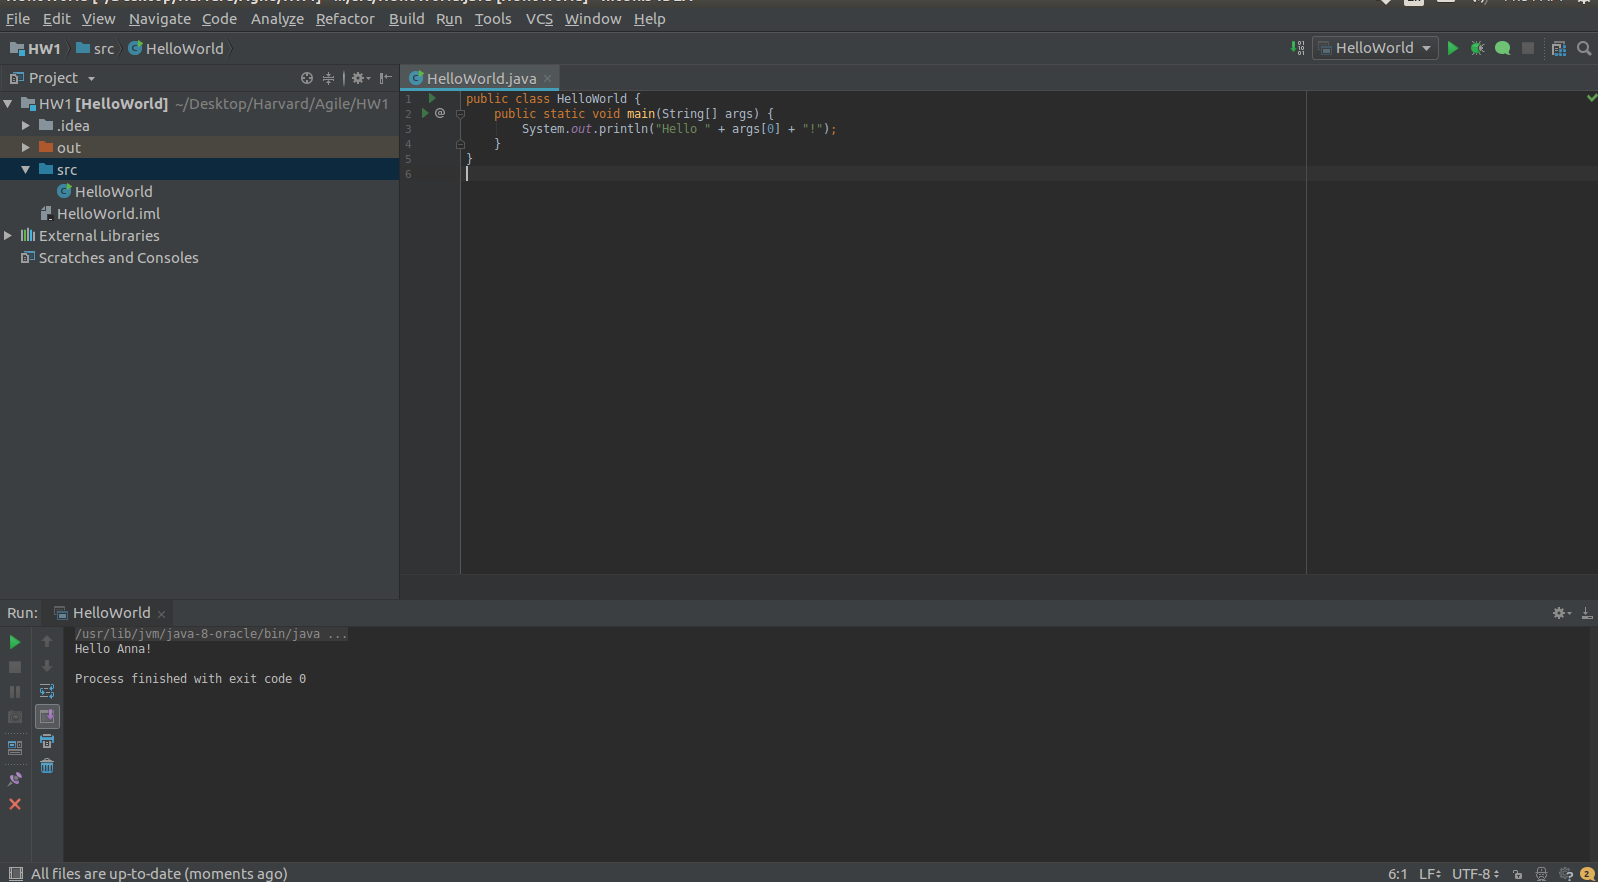 File Edit View Navigate Code Analyze Refactor Build Run Tools VCS Window Help
HW1 src HelloWorld
HelloWorld
Project
HelloWorld.java
HW1 [HelloWorld] ~/Desktop/Harvard/Agile/HW1
.idea
out
src
HelloWorld
HelloWorld.iml
External Libraries
Scratches and Consoles
1 public class HelloWorld {
2 @ public static void main(String[] args) {
3 System.out.println("Hello " + args[0] + "!");
4 }
5 }
6
Run: HelloWorld
/usr/lib/jvm/java-8-oracle/bin/java ...
Hello Anna!
Process finished with exit code 0
All files are up-to-date (moments ago)
6:1 LF UTF-8 2